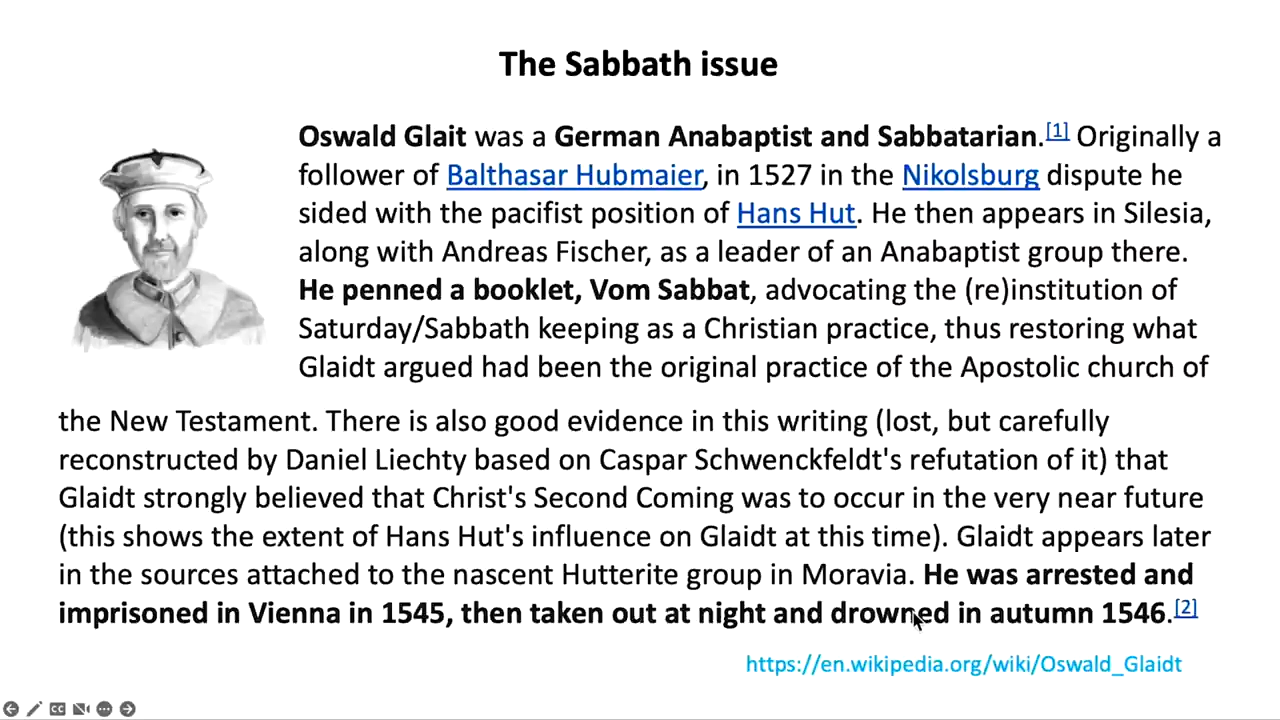 The Sabbath issue
Oswald Glait was a German Anabaptist and Sabbatarian.[1] Originally a
follower of Balthasar Hubmaier, in 1527 in the Nikolsburg dispute he
sided with the pacifist position of Hans Hut. He then appears in Silesia,
along with Andreas Fischer, as a leader of an Anabaptist group there.
He penned a booklet, Vom Sabbat, advocating the (re)institution of
Saturday/Sabbath keeping as a Christian practice, thus restoring what
Glaidt argued had been the original practice of the Apostolic church of
the New Testament. There is also good evidence in this writing (lost, but carefully
reconstructed by Daniel Liechty based on Caspar Schwenckfeldt's refutation of it) that
Glaidt strongly believed that Christ's Second Coming was to occur in the very near future
(this shows the extent of Hans Hut's influence on Glaidt at this time). Glaidt appears later
in the sources attached to the nascent Hutterite group in Moravia. He was arrested and
imprisoned in Vienna in 1545, then taken out at night and drowned in autumn 1546.[2]
https://en.wikipedia.org/wiki/Oswald_Glaidt
CC